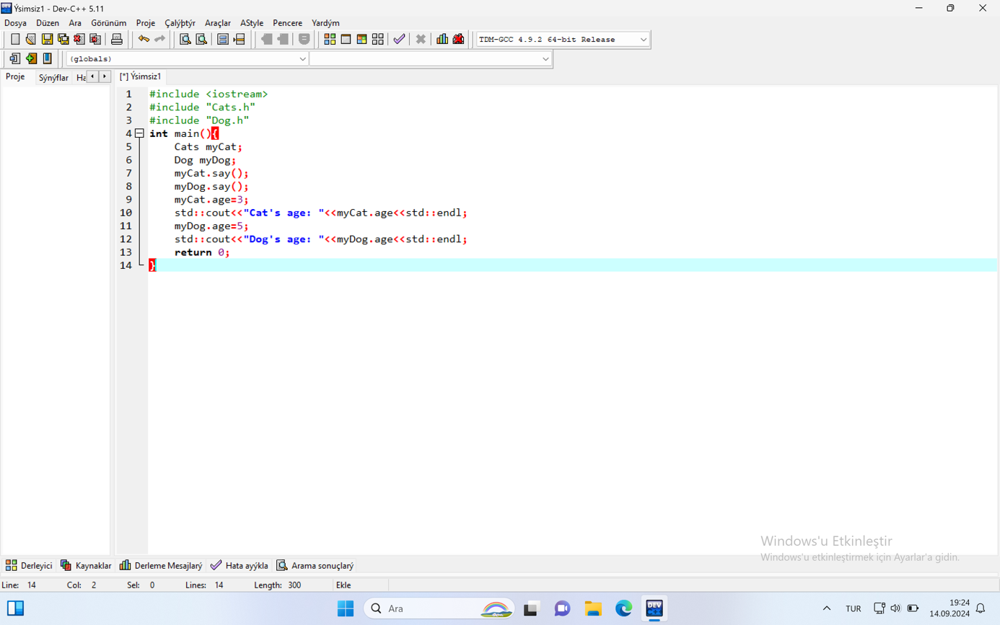 Ýsimsiz1 - Dev-C++ 5.11
Dosya Düzen Ara Görünüm Proje Çalýþtýr Araçlar AStyle Pencere Yardým
TDM-GCC 4.9.2 64-bit Release
(globals)
Proje Sýnýflar Ha [*] Ýsimsiz1
1 #include <iostream>
2 #include "Cats.h"
3 #include "Dog.h"
4 int main(){
5 Cats myCat;
6 Dog myDog;
7 myCat.say();
8 myDog.say();
9 myCat.age=3;
10 std::cout<<"Cat's age: "<<myCat.age<<std::endl;
11 myDog.age=5;
12 std::cout<<"Dog's age: "<<myDog.age<<std::endl;
13 return 0;
14 }
Windows'u Etkinleştir
Windows'u etkinleştirmek için Ayarlar'a gidin.
Derleyici Kaynaklar Derleme Mesajlarý Hata ayýkla Arama sonuçlarý
Line: 14 Col: 2 Sel: 0 Lines: 14 Length: 300 Ekle
Ara DEV TUR 19:24
14.09.2024